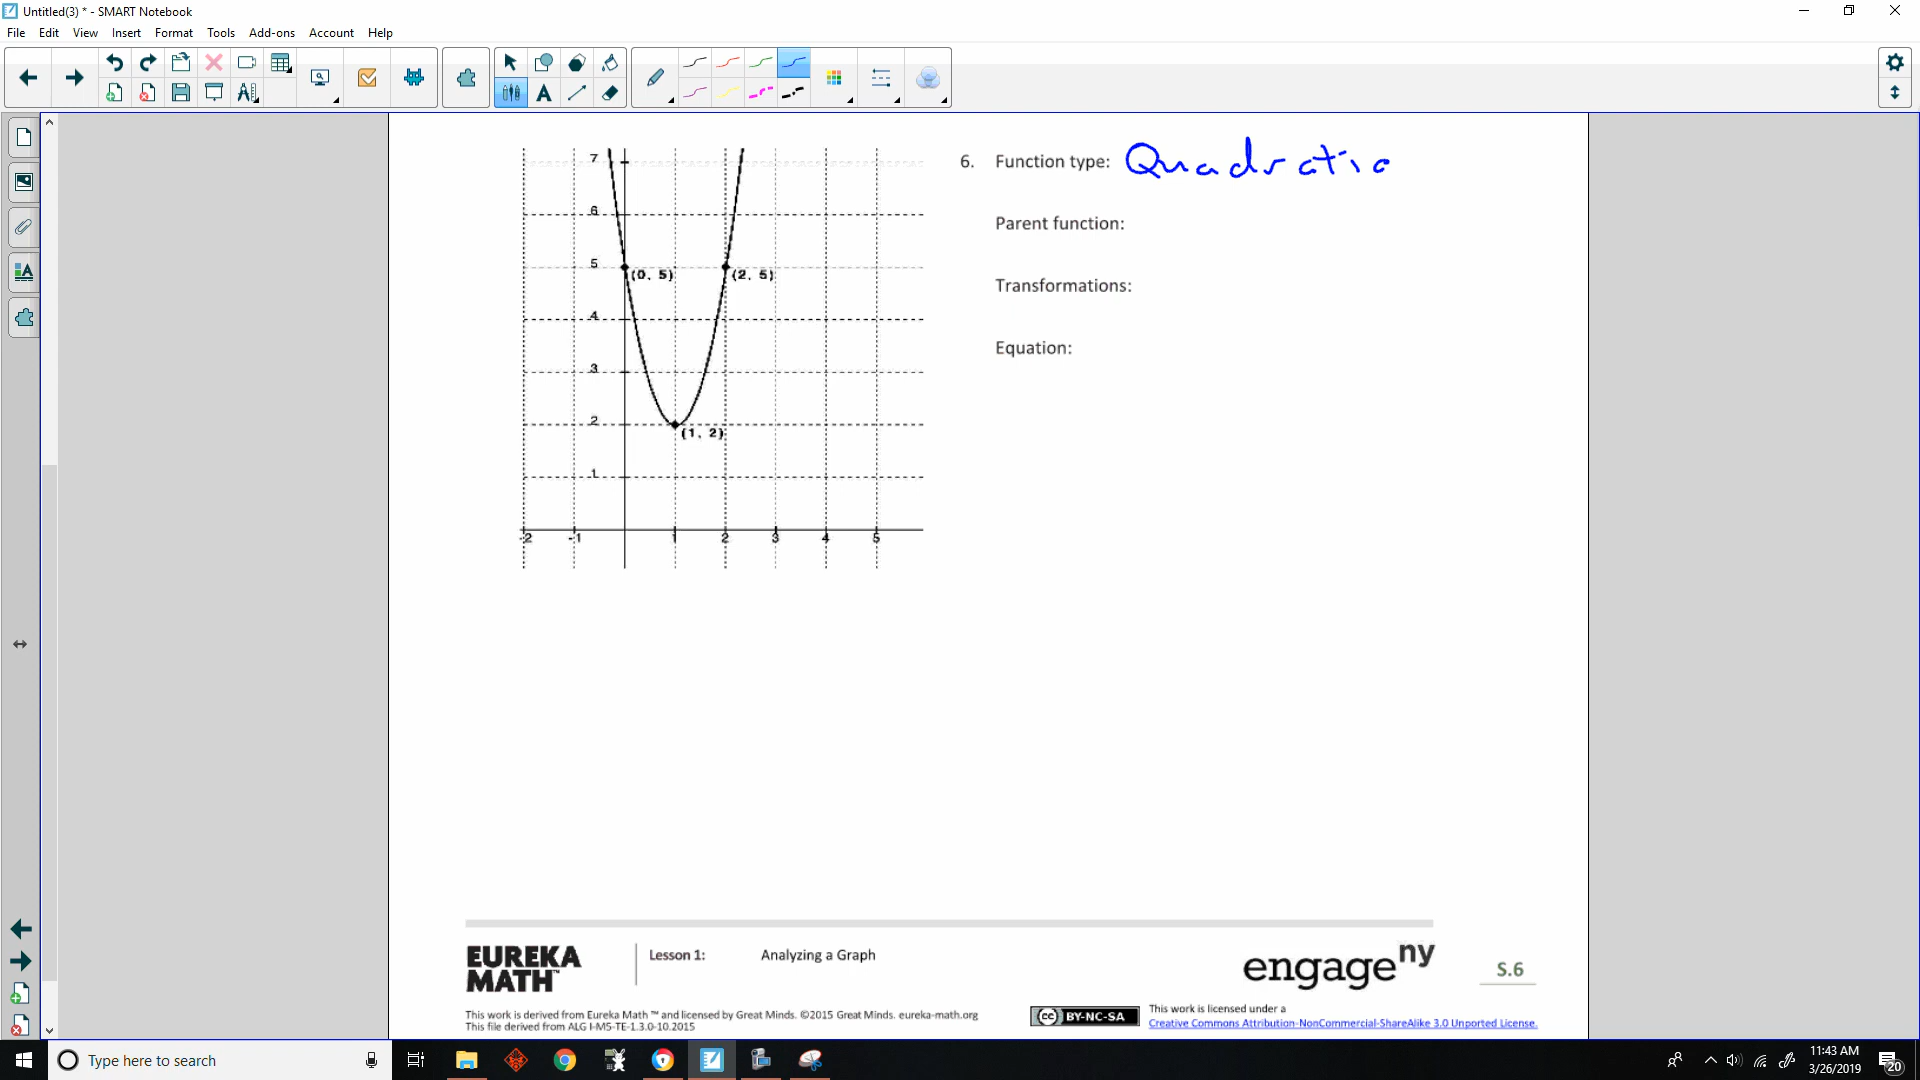 Untitled(3) * - SMART Notebook
File Edit View Insert Format Tools Add-ons Account Help
7
6
5
4
3
2
1
(0, 5)
(2, 5)
(1, 2)
-2 -1 1 2 3 4 5
6. Function type: Quadratic
Parent function:
Transformations:
Equation:
EUREKA
MATH™
Lesson 1: Analyzing a Graph
engage ny
S.6
This work is derived from Eureka Math ™ and licensed by Great Minds. ©2015 Great Minds. eureka-math.org
This file derived from ALG I-M5-TE-1.3.0-10.2015
cc BY-NC-SA
This work is licensed under a
Creative Commons Attribution-NonCommercial-ShareAlike 3.0 Unported License.
Type here to search
11:43 AM
3/26/2019
20